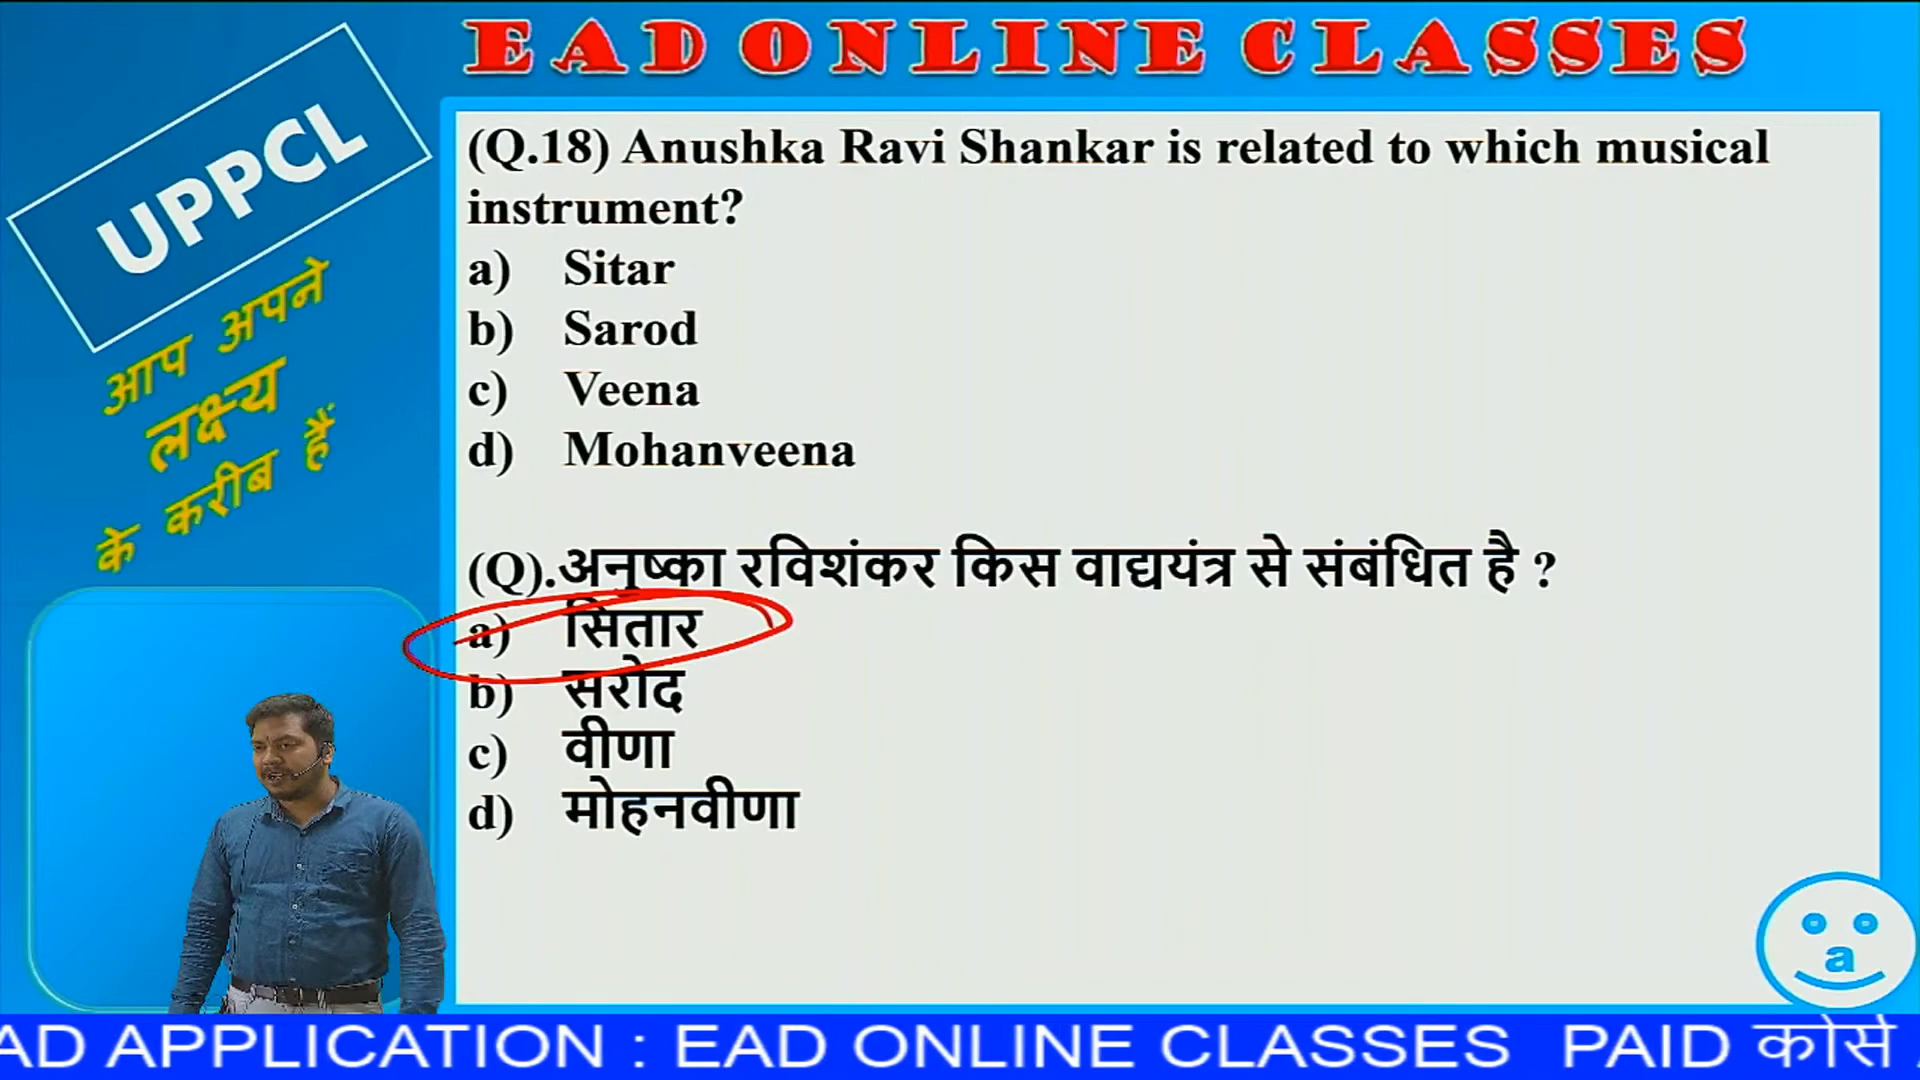 EAD ONLINE CLASSES
UPPCL
आप अपने
लक्ष्य
के करीब हैं
(Q.18) Anushka Ravi Shankar is related to which musical
instrument?
a) Sitar
b) Sarod
c) Veena
d) Mohanveena
(Q).अनुष्का रविशंकर किस वाद्ययंत्र से संबंधित है ?
a) सितार
b) सरोद
c) वीणा
d) मोहनवीणा
a
AD APPLICATION : EAD ONLINE CLASSES PAID कोर्स